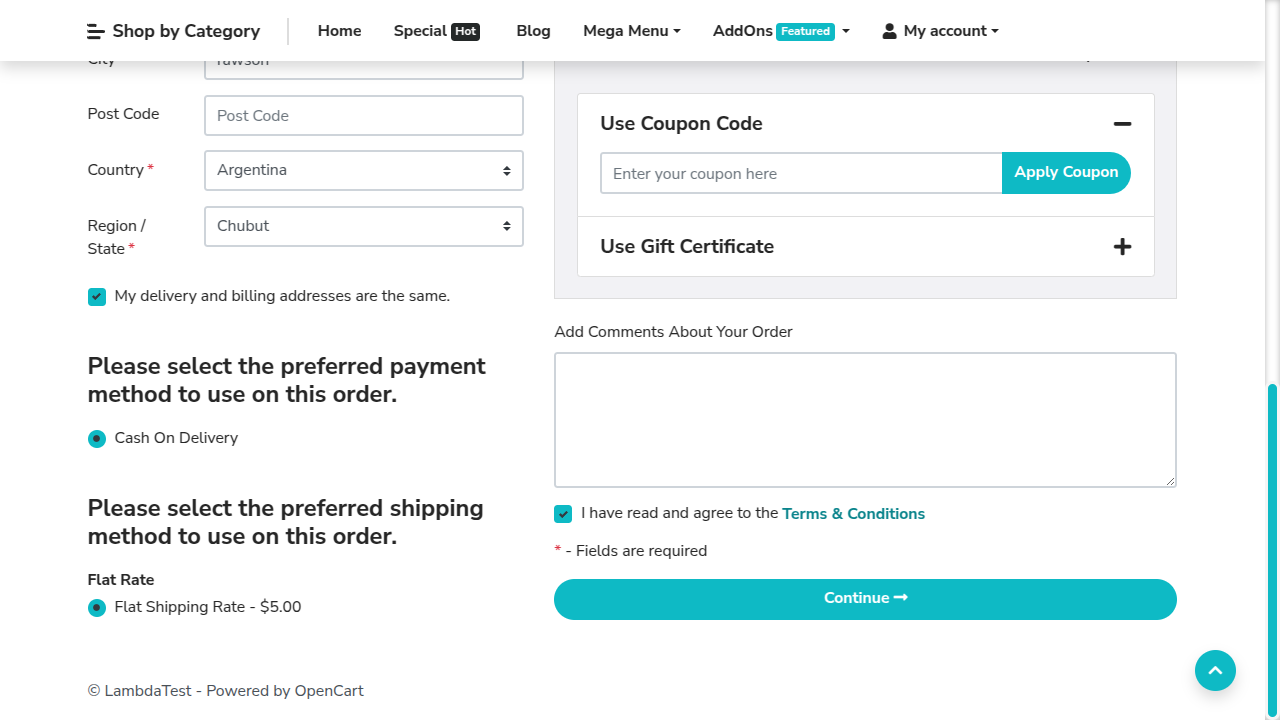 Shop by Category
Home
Special Hot
Blog
Mega Menu
AddOns Featured
My account
City
rawson
Post Code
Post Code
Country *
Argentina
Region /
State *
Chubut
My delivery and billing addresses are the same.
Please select the preferred payment
method to use on this order.
Cash On Delivery
Please select the preferred shipping
method to use on this order.
Flat Rate
Flat Shipping Rate - $5.00
Use Coupon Code
Enter your coupon here
Apply Coupon
Use Gift Certificate
Add Comments About Your Order
I have read and agree to the Terms & Conditions
* - Fields are required
Continue
© LambdaTest - Powered by OpenCart